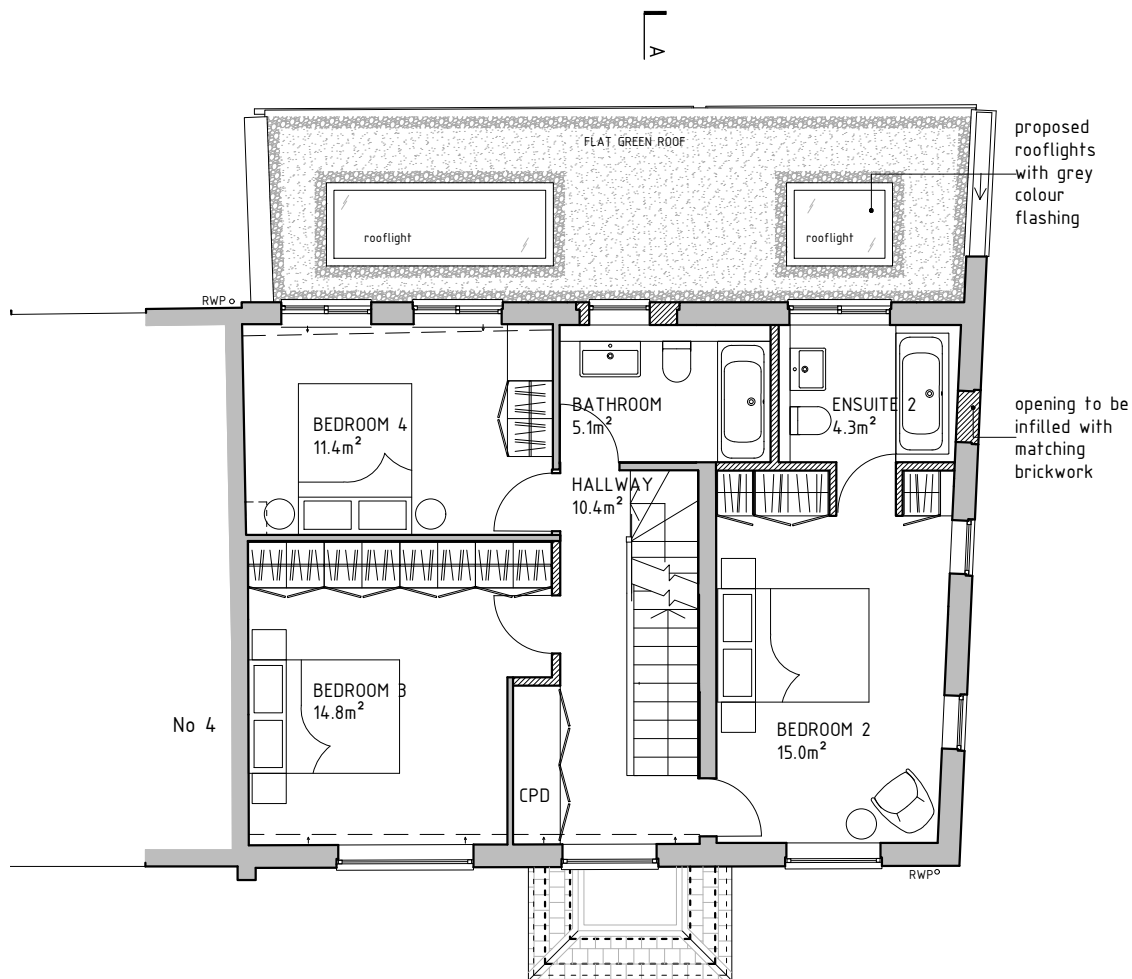 A
FLAT GREEN ROOF
proposed
rooflights
with grey
colour
flashing
rooflight
rooflight
RWP
BEDROOM 4
11.4m²
BATHROOM
5.1m²
ENSUITE 2
4.3m²
opening to be
infilled with
matching
brickwork
HALLWAY
10.4m²
BEDROOM 3
14.8m²
No 4
BEDROOM 2
15.0m²
CPD
RWP